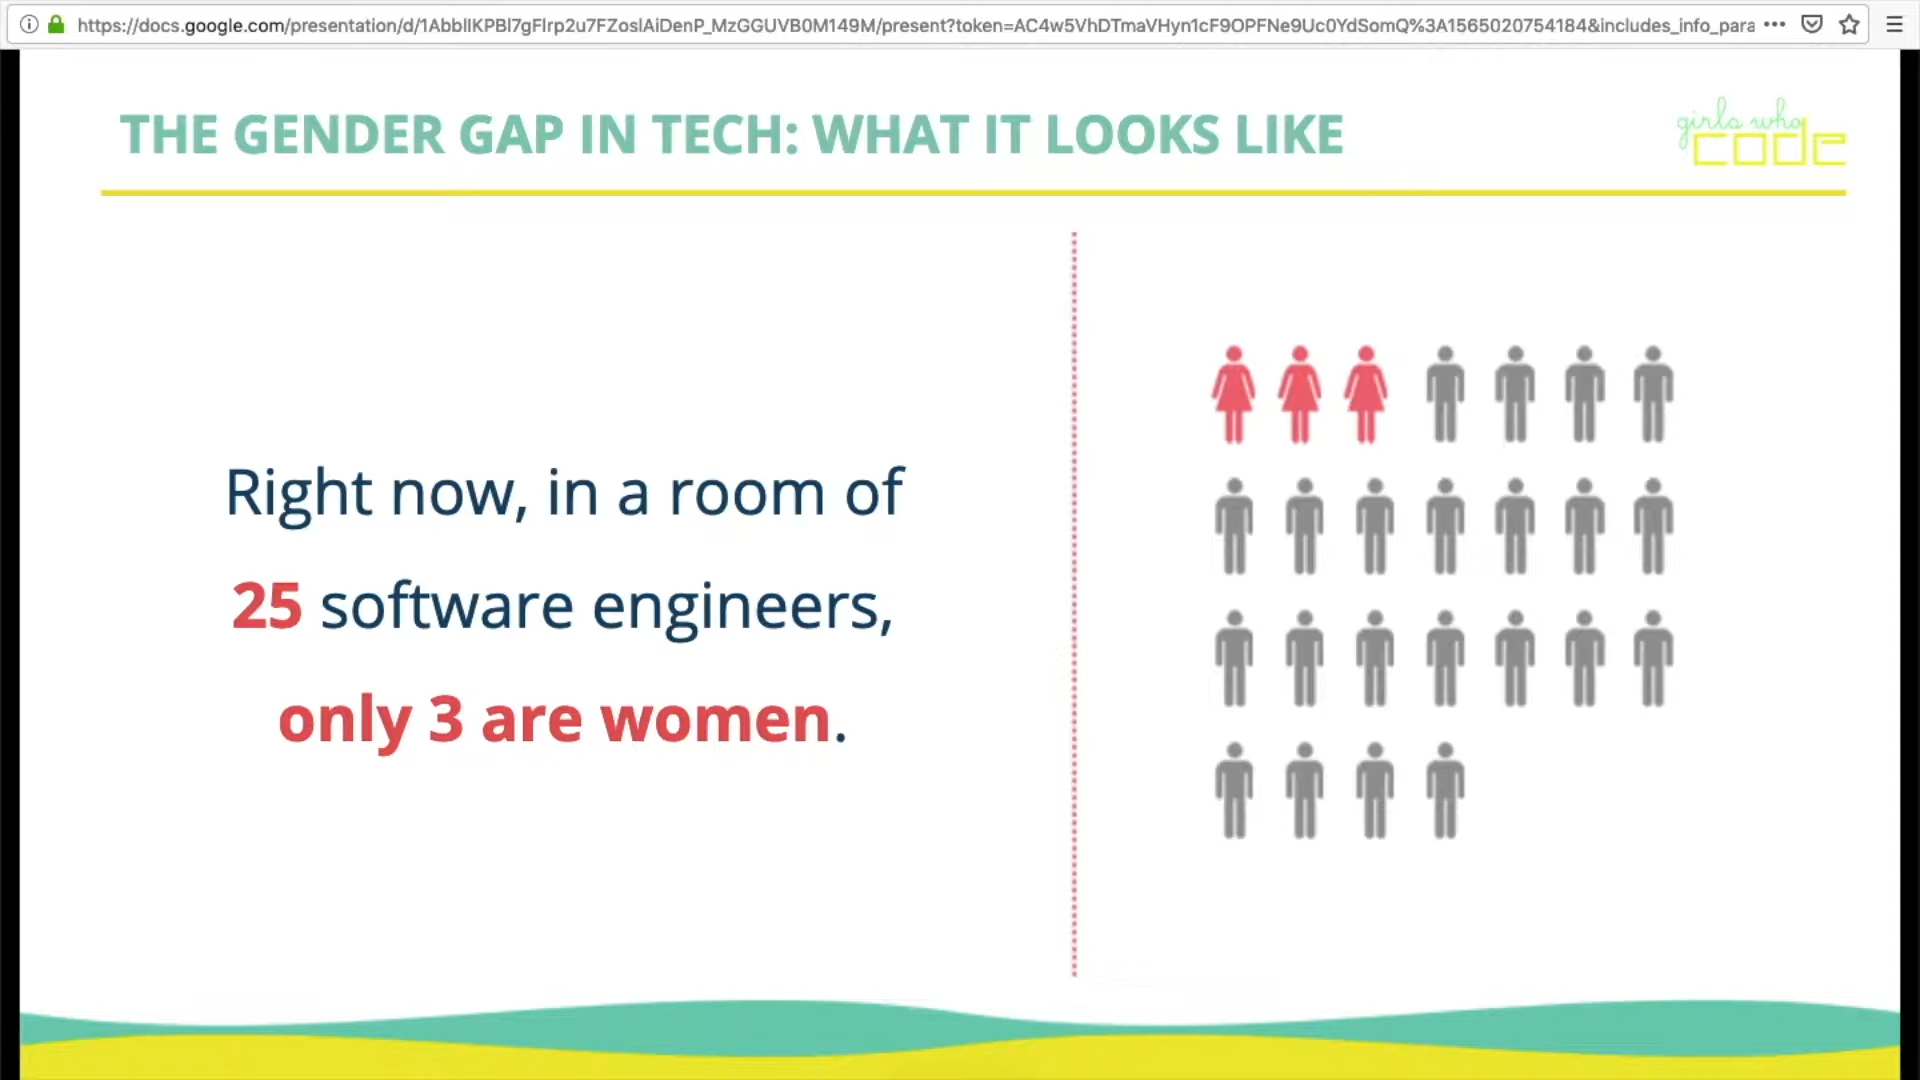 https://docs.google.com/presentation/d/1AbblIKPBl7gFlrp2u7FZoslAiDenP_MzGGUVB0M149M/present?token=AC4w5VhDTmaVHyn1cF9OPFNe9Uc0YdSomQ%3A1565020754184&includes_info_para
THE GENDER GAP IN TECH: WHAT IT LOOKS LIKE
girls who
code
Right now, in a room of
25 software engineers,
only 3 are women.